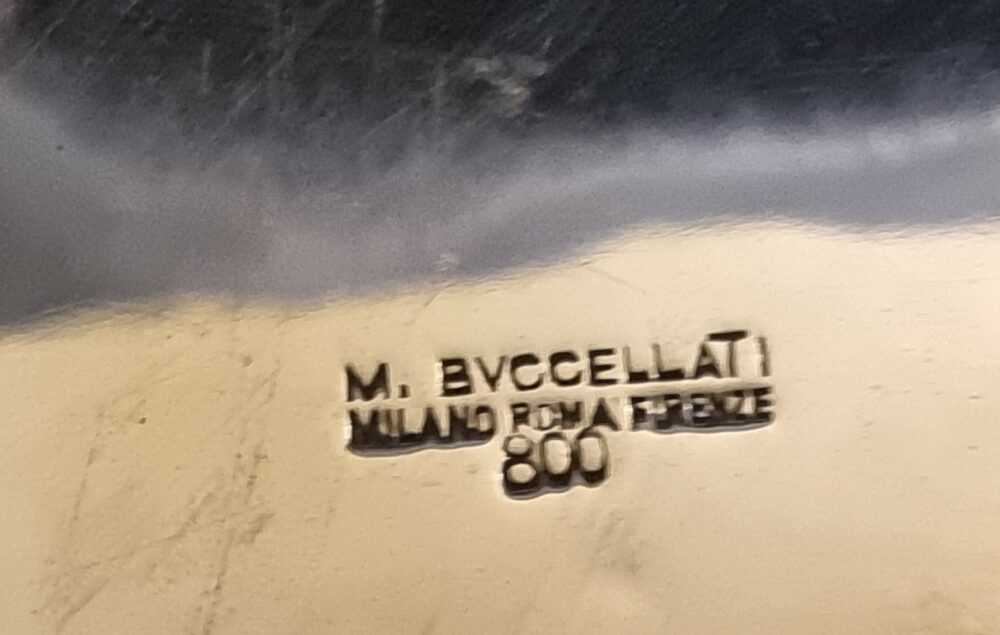 M. BVCCELLATI
MILANO ROMA FIRENZE
800